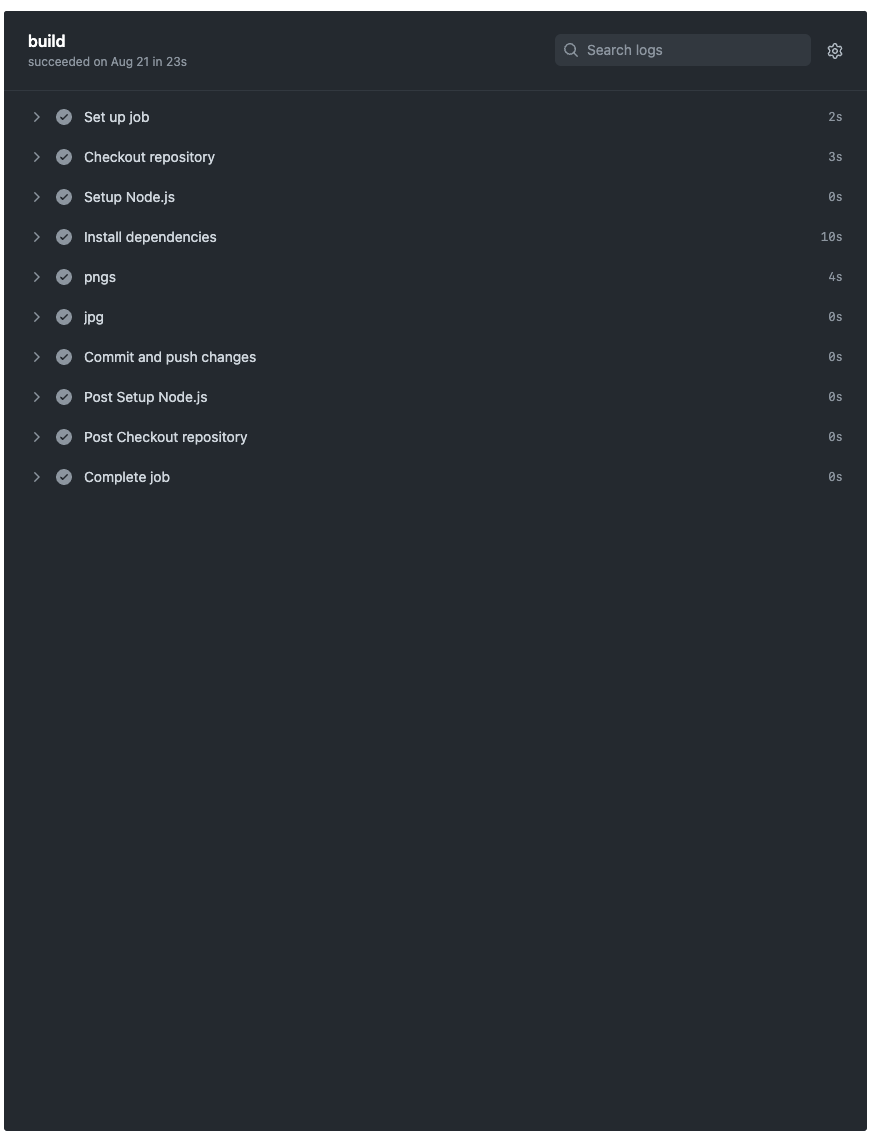 build
succeeded on Aug 21 in 23s
Search logs
Set up job 2s
Checkout repository 3s
Setup Node.js 0s
Install dependencies 10s
pngs 4s
jpg 0s
Commit and push changes 0s
Post Setup Node.js 0s
Post Checkout repository 0s
Complete job 0s